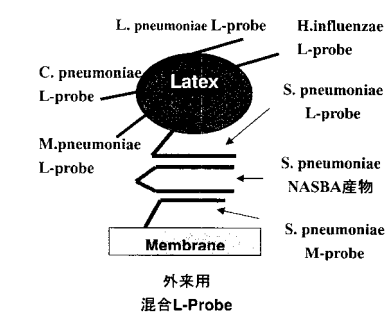 L. pneumoniae L-probe
H.influenzae
L-probe
C. pneumoniae
L-probe
Latex
S. pneumoniae
L-probe
M.pneumoniae
L-probe
S. pneumoniae
NASBA産物
S. pneumoniae
M-probe
Membrane
外来用
混合L-Probe